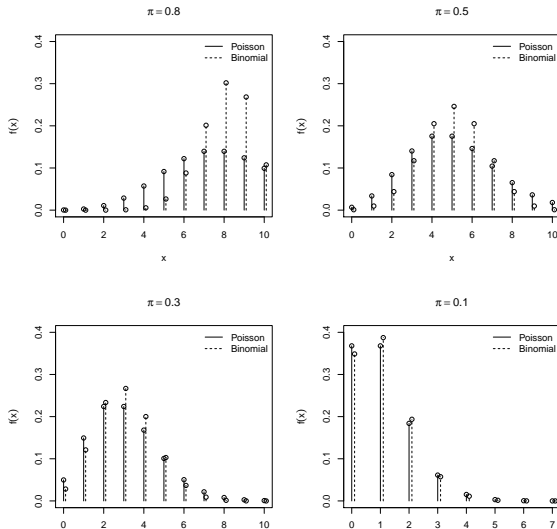 π = 0.8
Poisson
Binomial
f(x)
0.0 0.1 0.2 0.3 0.4
0 2 4 6 8 10
x
π = 0.5
Poisson
Binomial
f(x)
0.0 0.1 0.2 0.3 0.4
0 2 4 6 8 10
x
π = 0.3
Poisson
Binomial
f(x)
0.0 0.1 0.2 0.3 0.4
0 2 4 6 8 10
π = 0.1
Poisson
Binomial
f(x)
0.0 0.1 0.2 0.3 0.4
0 1 2 3 4 5 6 7